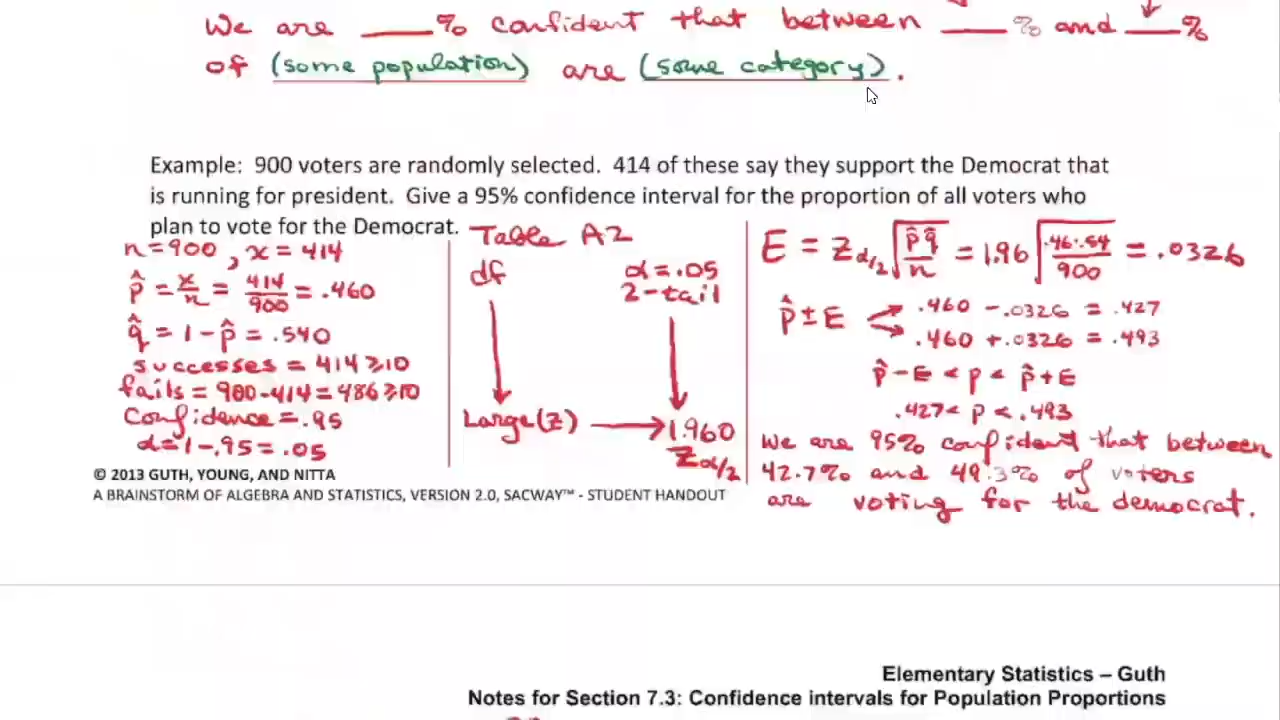 We are ____% confident that between ____% and ____%
of (some population) are (some category).
Example: 900 voters are randomly selected. 414 of these say they support the Democrat that
is running for president. Give a 95% confidence interval for the proportion of all voters who
plan to vote for the Democrat.
n=900, x=414
p̂ = x/n = 414/900 = .460
q̂ = 1-p̂ = .540
successes = 414 ≥ 10
fails = 900-414 = 486 ≥ 10
Confidence = .95
α = 1-.95 = .05
Table A2
df
α = .05
2-tail
Large(Z) → 1.960
Zα/2
E = Zα/2 √(p̂q̂/n) = 1.96 √(.46·.54/900) = .0326
p̂ ± E
.460 - .0326 = .427
.460 + .0326 = .493
p̂ - E < p < p̂ + E
.427 < p < .493
We are 95% confident that between
42.7% and 49.3% of voters
are voting for the democrat.
© 2013 GUTH, YOUNG, AND NITTA
A BRAINSTORM OF ALGEBRA AND STATISTICS, VERSION 2.0, SACWAY™ - STUDENT HANDOUT
Elementary Statistics – Guth
Notes for Section 7.3: Confidence intervals for Population Proportions